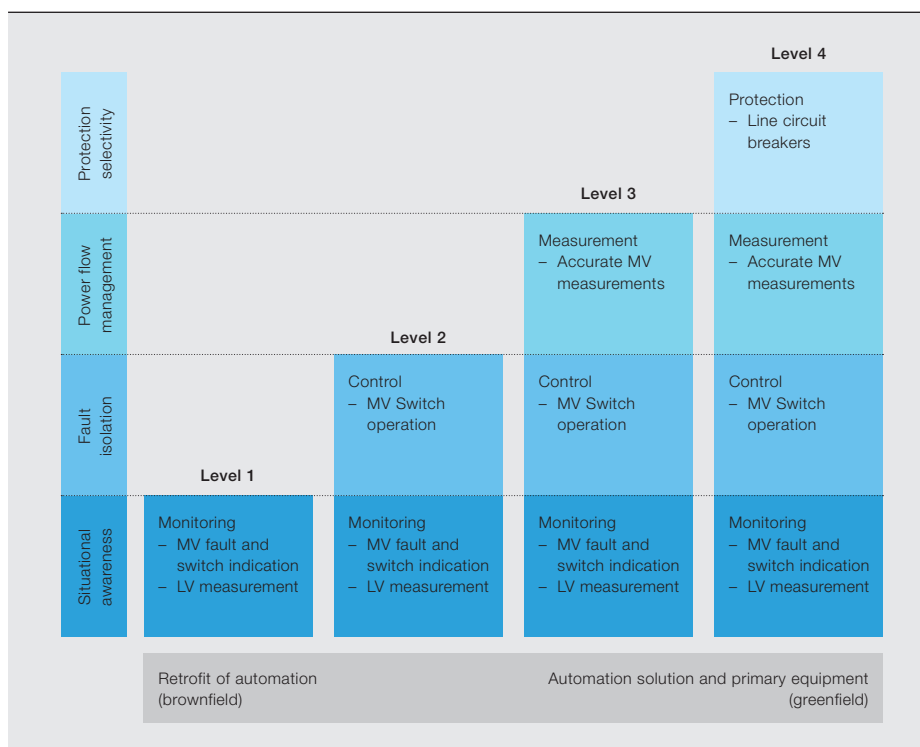 Level 4
Protection
selectivity
Protection
– Line circuit
breakers
Level 3
Power flow
management
Measurement
– Accurate MV
measurements
Measurement
– Accurate MV
measurements
Level 2
Fault
isolation
Control
– MV Switch
operation
Control
– MV Switch
operation
Control
– MV Switch
operation
Level 1
Situational
awareness
Monitoring
– MV fault and
switch indication
– LV measurement
Monitoring
– MV fault and
switch indication
– LV measurement
Monitoring
– MV fault and
switch indication
– LV measurement
Monitoring
– MV fault and
switch indication
– LV measurement
Retrofit of automation
(brownfield)
Automation solution and primary equipment
(greenfield)